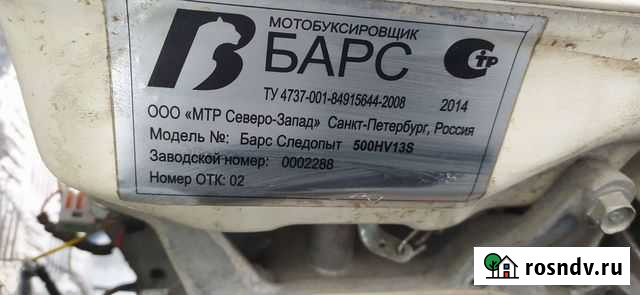 МОТОБУКСИРОВЩИК
БАРС
СТР
ТУ 4737-001-84915644-2008 2014
ООО «МТР Северо-Запад» Санкт-Петербург, Россия
Модель №: Барс Следопыт 500HV13S
Заводской номер: 0002288
Номер ОТК: 02
rosndv.ru